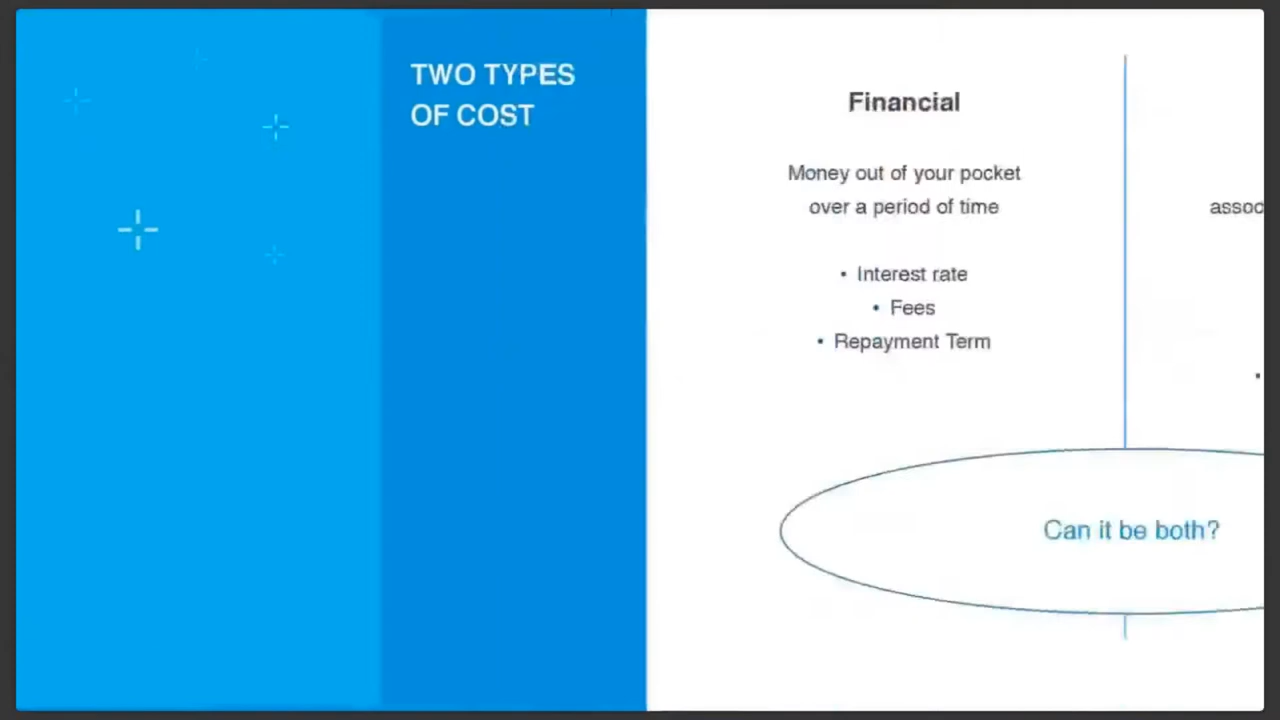 TWO TYPES
OF COST
Financial
Money out of your pocket
over a period of time
• Interest rate
• Fees
• Repayment Term
Can it be both?